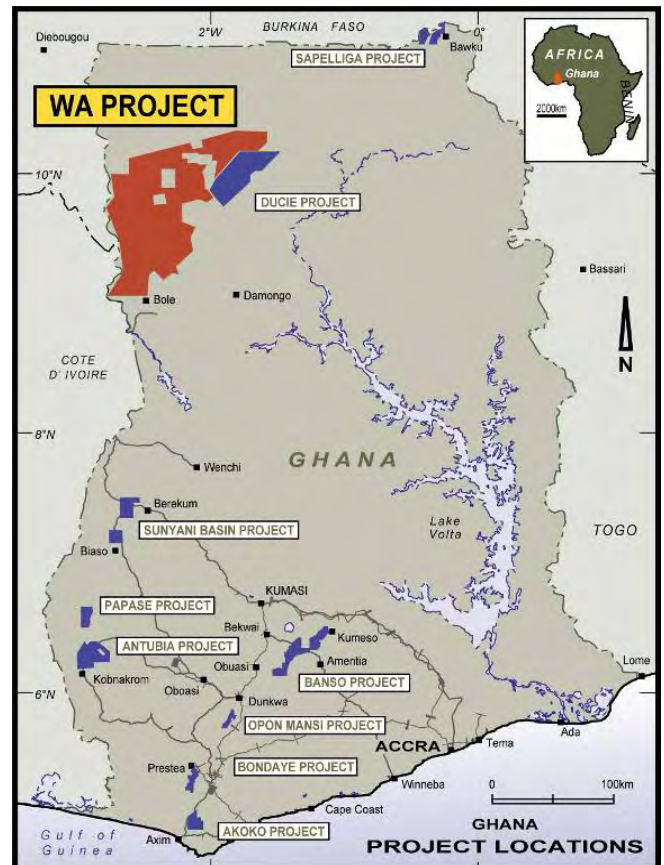 Diebougou
2°W
BURKINA FASO
0°
Bawku
SAPELLIGA PROJECT
AFRICA
Ghana
2000km
BENIN
WA PROJECT
10°N
DUCIE PROJECT
Bassari
Bole
Damongo
N
COTE
D' IVOIRE
8°N
Wenchi
GHANA
Berekum
SUNYANI BASIN PROJECT
Lake
Volta
TOGO
Biaso
KUMASI
PAPASE PROJECT
Bekwai
Kumeso
ANTUBIA PROJECT
Obuasi
Amentia
Lome
Kobnakrom
Oboasi
BANSO PROJECT
6°N
Dunkwa
OPON MANSI PROJECT
Ada
ACCRA
Tema
Prestea
BONDAYE PROJECT
Winneba
0
100km
Cape Coast
AKOKO PROJECT
GHANA
PROJECT LOCATIONS
Gulf of
Guinea
Axim